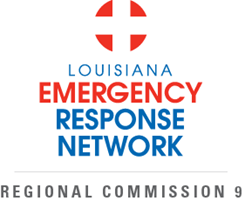 LOUISIANA
EMERGENCY
RESPONSE
NETWORK
REGIONAL COMMISSION 9